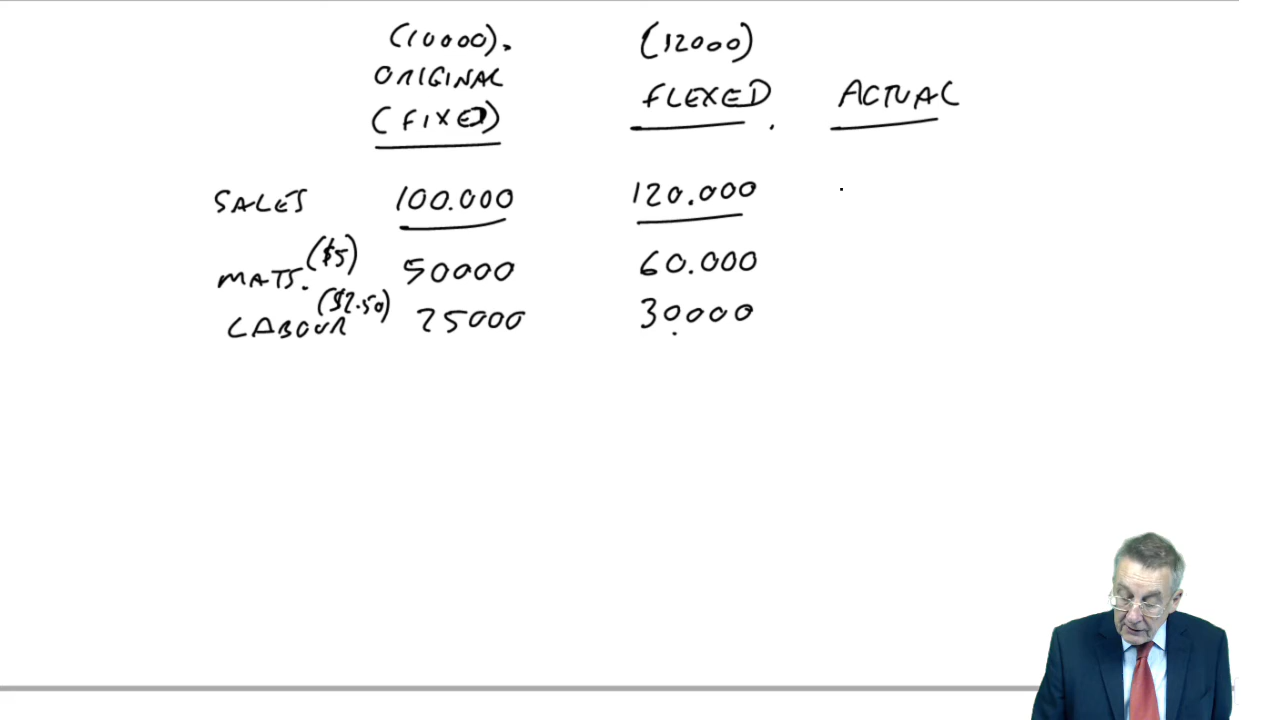 (10000). (12000)
ORIGINAL FLEXED ACTUAL
(FIXED)
SALES 100.000 120.000
MATS. ($5) 50000 60.000
LABOUR ($2.50) 25000 30000